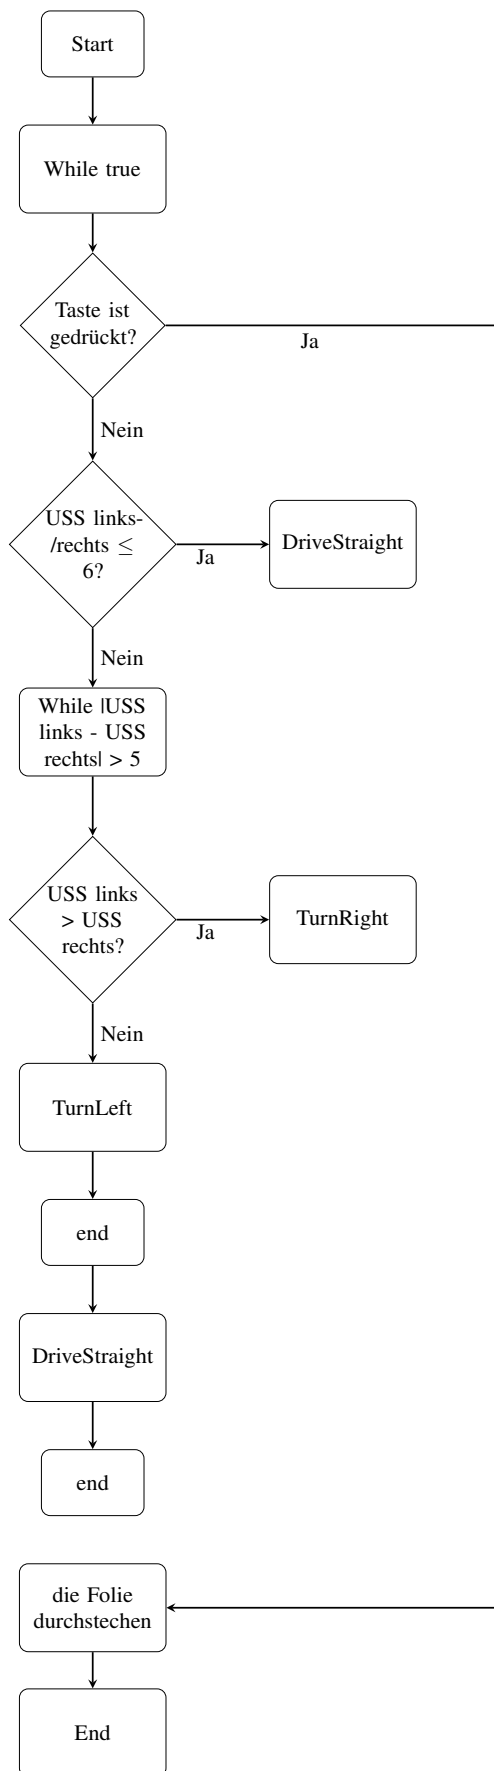 Start
While true
Taste ist
gedrückt?
Ja
Nein
USS links-
/rechts ≤
6?
Ja
DriveStraight
Nein
While |USS
links - USS
rechts| > 5
USS links
> USS
rechts?
Ja
TurnRight
Nein
TurnLeft
end
DriveStraight
end
die Folie
durchstechen
End